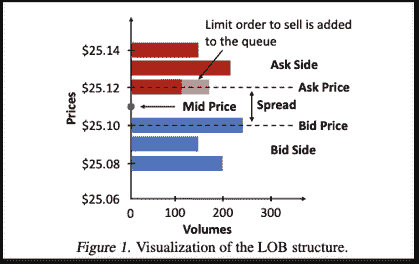 Limit order to sell is added
to the queue
$25.14
Ask Side
$25.12
Ask Price
Mid Price
Spread
Prices
$25.10
Bid Price
Bid Side
$25.08
$25.06
0 100 200 300
Volumes
Figure 1. Visualization of the LOB structure.